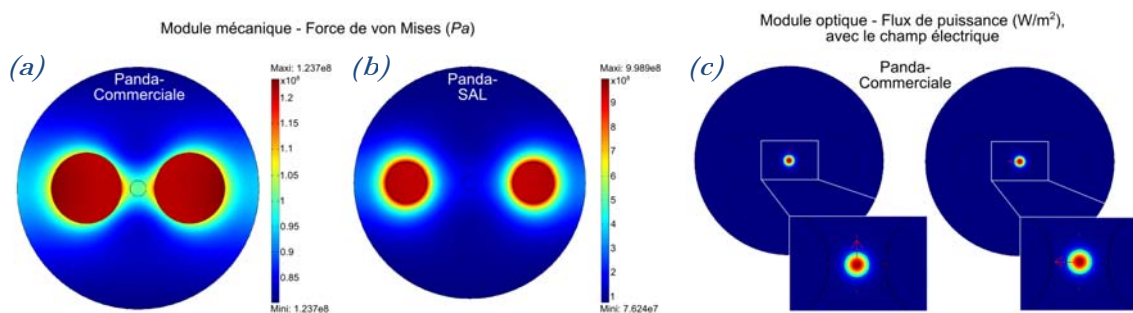 Module mécanique - Force de von Mises (Pa)
Module optique - Flux de puissance (W/m²),
avec le champ électrique
(a)
Panda-
Commerciale
Maxi: 1.237e8
x10⁸
1.2
1.15
1.1
1.05
1
0.95
0.9
0.85
Mini: 1.237e8
(b)
Panda-
SAL
Maxi: 9.989e8
x10⁸
9
8
7
6
5
4
3
2
1
Mini: 7.624e7
(c)
Panda-
Commerciale